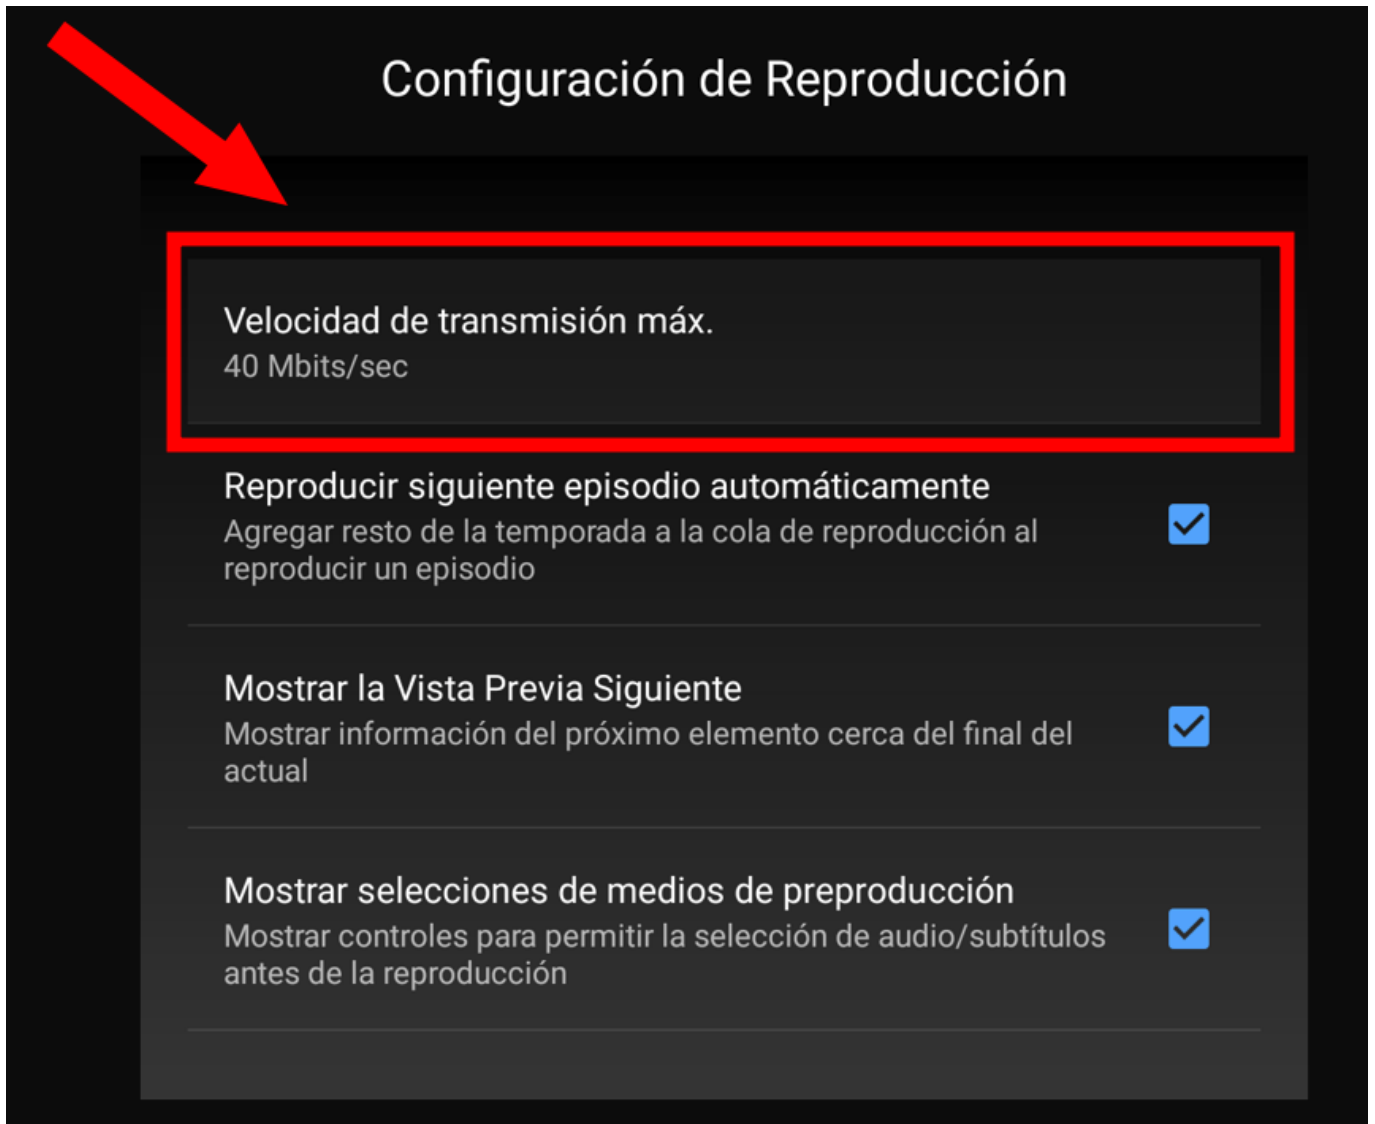 Configuración de Reproducción
Velocidad de transmisión máx.
40 Mbits/sec
Reproducir siguiente episodio automáticamente
Agregar resto de la temporada a la cola de reproducción al
reproducir un episodio
Mostrar la Vista Previa Siguiente
Mostrar información del próximo elemento cerca del final del
actual
Mostrar selecciones de medios de preproducción
Mostrar controles para permitir la selección de audio/subtítulos
antes de la reproducción